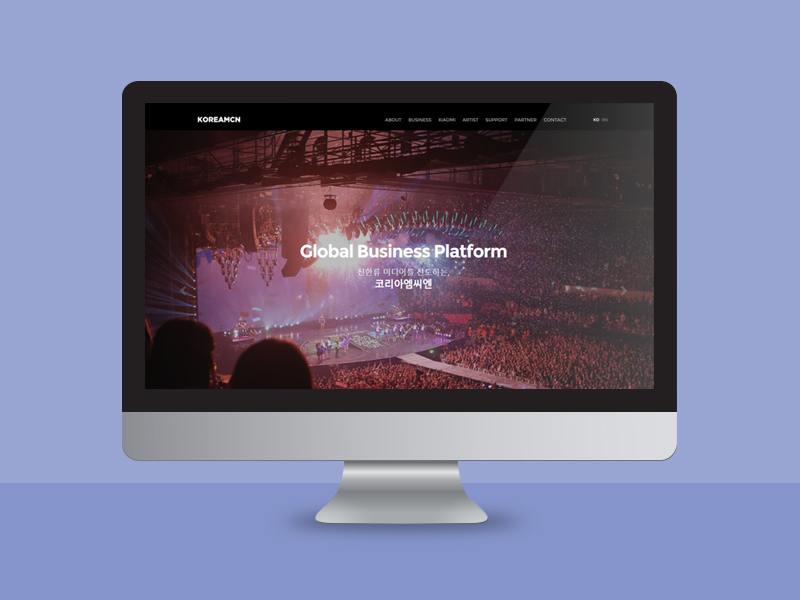 KOREAMCN
ABOUT BUSINESS XIAOMI ARTIST SUPPORT PARTNER CONTACT KO EN
Global Business Platform
신한류 미디어를 선도하는,
코리아엠씨엔